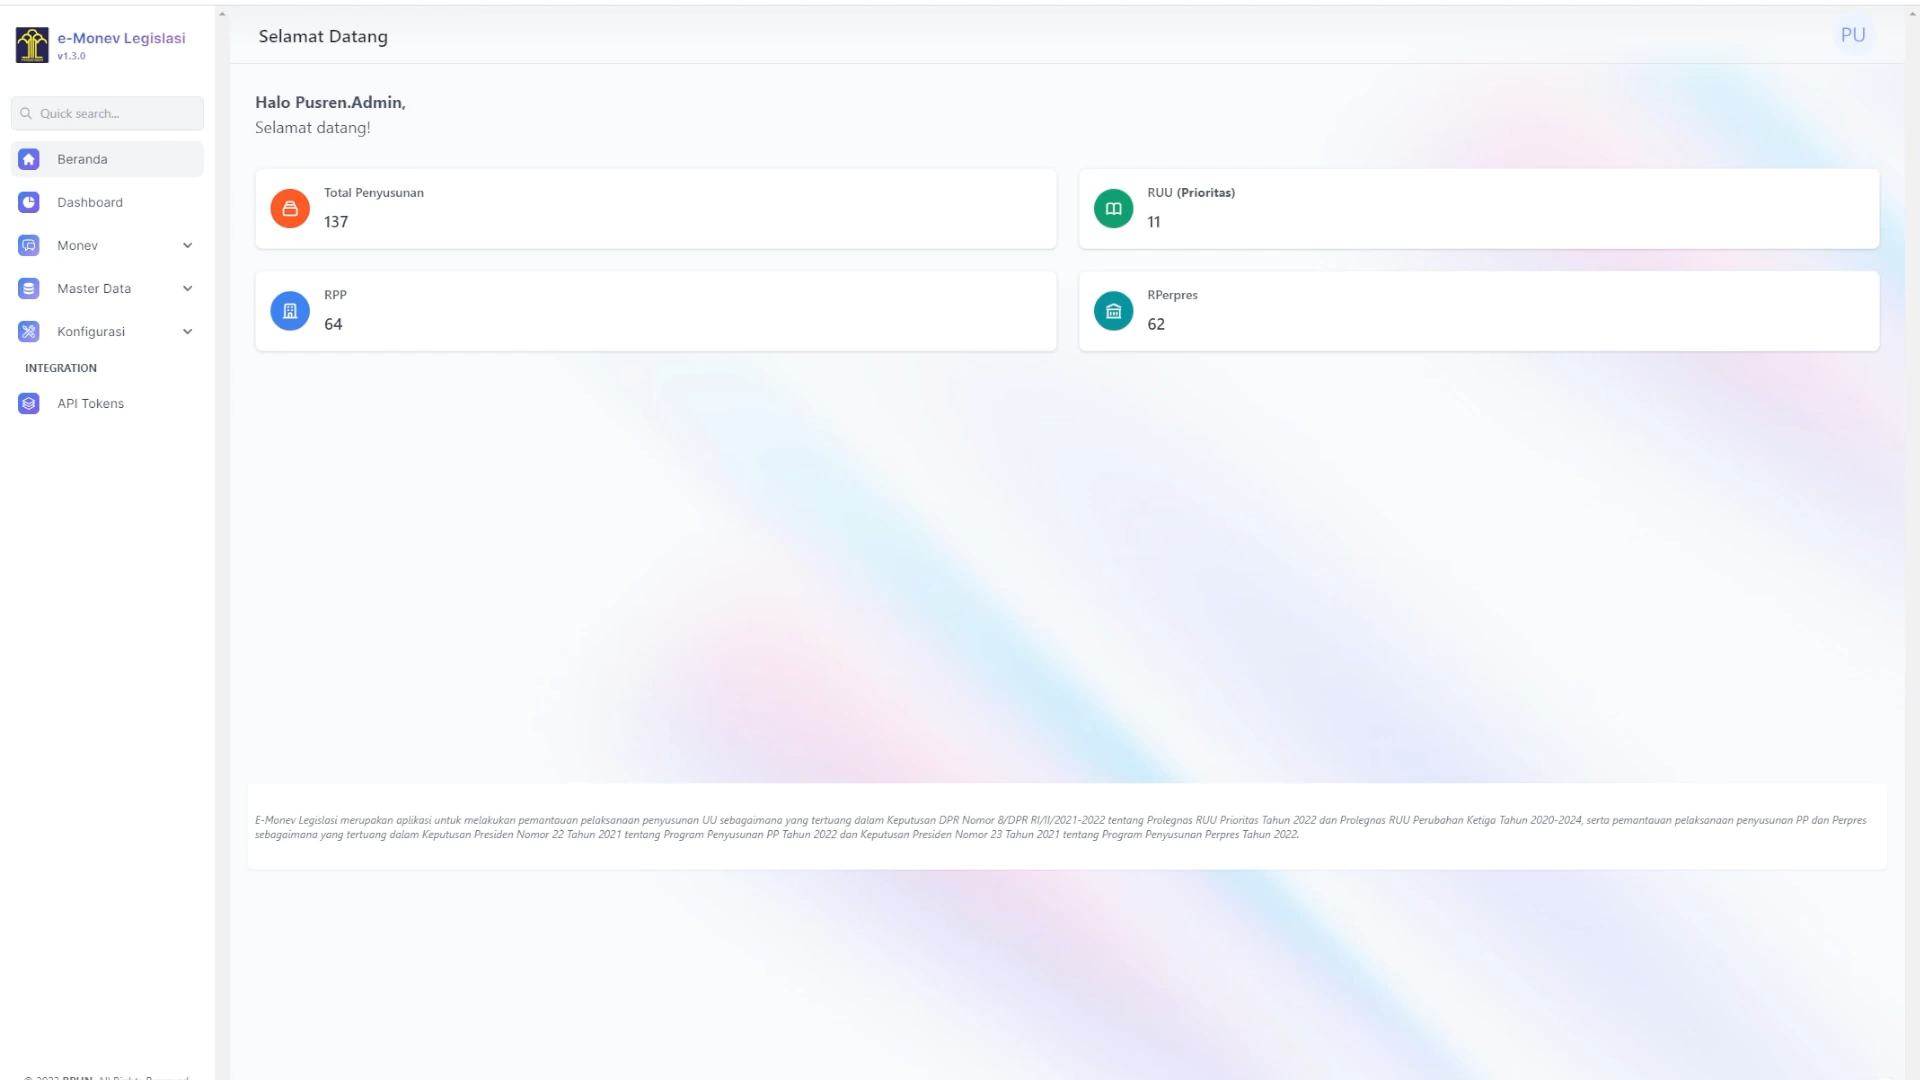 e-Monev Legislasi
v1.3.0
Quick search...
Beranda
Dashboard
Monev
Master Data
Konfigurasi
INTEGRATION
API Tokens
Selamat Datang
PU
Halo Pusren.Admin,
Selamat datang!
Total Penyusunan
137
RUU (Prioritas)
11
RPP
64
RPerpres
62
E-Monev Legislasi merupakan aplikasi untuk melakukan pemantauan pelaksanaan penyusunan UU sebagaimana yang tertuang dalam Keputusan DPR Nomor 8/DPR RI/II/2021-2022 tentang Prolegnas RUU Prioritas Tahun 2022 dan Prolegnas RUU Perubahan Ketiga Tahun 2020-2024, serta pemantauan pelaksanaan penyusunan PP dan Perpres
sebagaimana yang tertuang dalam Keputusan Presiden Nomor 22 Tahun 2021 tentang Program Penyusunan PP Tahun 2022 dan Keputusan Presiden Nomor 23 Tahun 2021 tentang Program Penyusunan Perpres Tahun 2022.